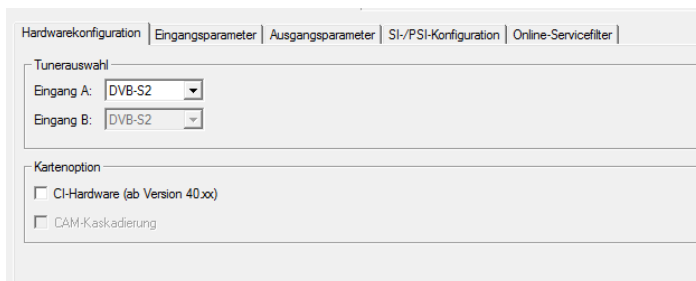 Hardwarekonfiguration Eingangsparameter Ausgangsparameter SI-/PSI-Konfiguration Online-Servicefilter
Tunerauswahl
Eingang A: DVB-S2
Eingang B: DVB-S2
Kartenoption
CI-Hardware (ab Version 40.xx)
CAM-Kaskadierung